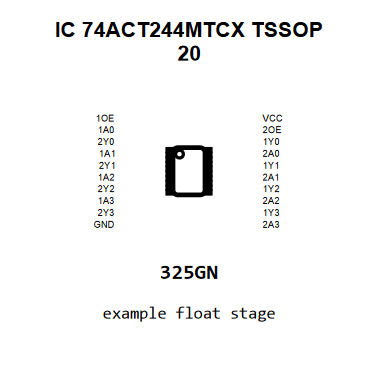 IC 74ACT244MTCX TSSOP
20
1OE VCC
1A0 2OE
2Y0 1Y0
1A1 2A0
2Y1 1Y1
1A2 2A1
2Y2 1Y2
1A3 2A2
2Y3 1Y3
GND 2A3
325GN
example float stage